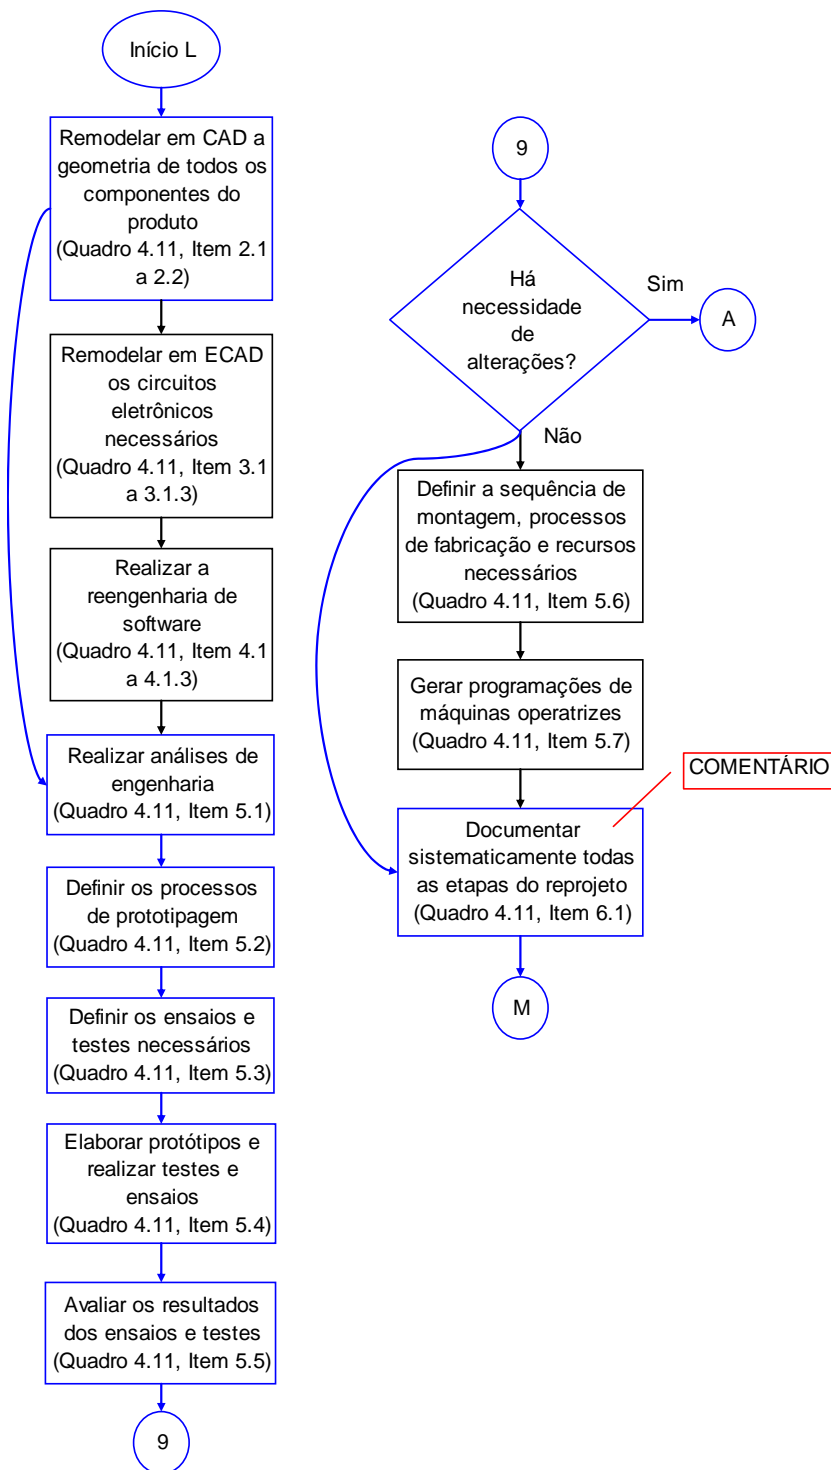 Início L
Remodelar em CAD a
geometria de todos os
componentes do
produto
(Quadro 4.11, Item 2.1
a 2.2)
Remodelar em ECAD
os circuitos
eletrônicos
necessários
(Quadro 4.11, Item 3.1
a 3.1.3)
Realizar a
reengenharia de
software
(Quadro 4.11, Item 4.1
a 4.1.3)
Realizar análises de
engenharia
(Quadro 4.11, Item 5.1)
Definir os processos
de prototipagem
(Quadro 4.11, Item 5.2)
Definir os ensaios e
testes necessários
(Quadro 4.11, Item 5.3)
Elaborar protótipos e
realizar testes e
ensaios
(Quadro 4.11, Item 5.4)
Avaliar os resultados
dos ensaios e testes
(Quadro 4.11, Item 5.5)
9
9
Há
necessidade
de
alterações?
Sim
A
Não
Definir a sequência de
montagem, processos
de fabricação e recursos
necessários
(Quadro 4.11, Item 5.6)
Gerar programações de
máquinas operatrizes
(Quadro 4.11, Item 5.7)
COMENTÁRIO
Documentar
sistematicamente todas
as etapas do reprojeto
(Quadro 4.11, Item 6.1)
M